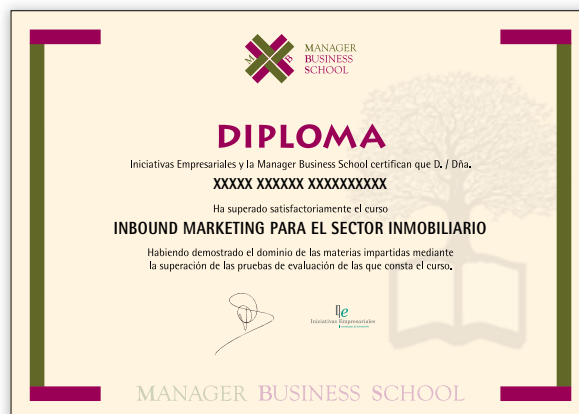 M B
MANAGER
BUSINESS
SCHOOL
DIPLOMA
Iniciativas Empresariales y la Manager Business School certifican que D. / Dña.
XXXXX XXXXXX XXXXXXXXXX
Ha superado satisfactoriamente el curso
INBOUND MARKETING PARA EL SECTOR INMOBILIARIO
Habiendo demostrado el dominio de las materias impartidas mediante
la superación de las pruebas de evaluación de las que consta el curso.
Iniciativas Empresariales
MANAGER BUSINESS SCHOOL